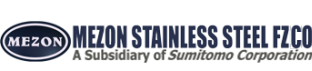 MEZON
MEZON STAINLESS STEEL FZCO
A Subsidiary of Sumitomo Corporation